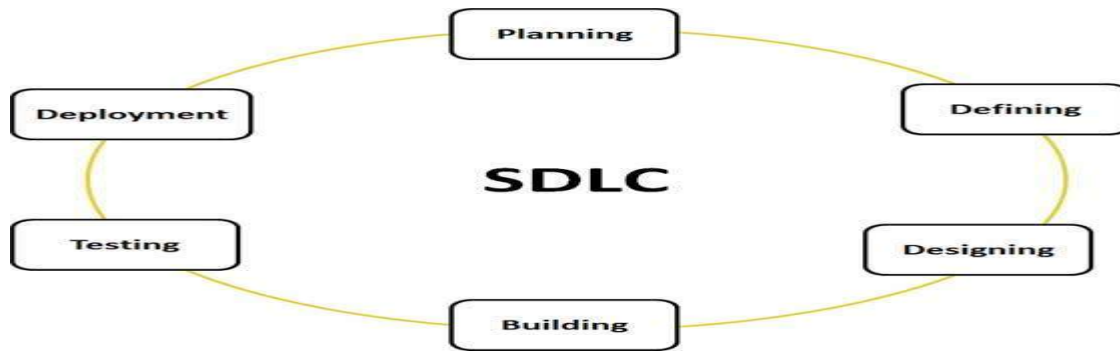 Planning
Deployment
Defining
SDLC
Testing
Designing
Building